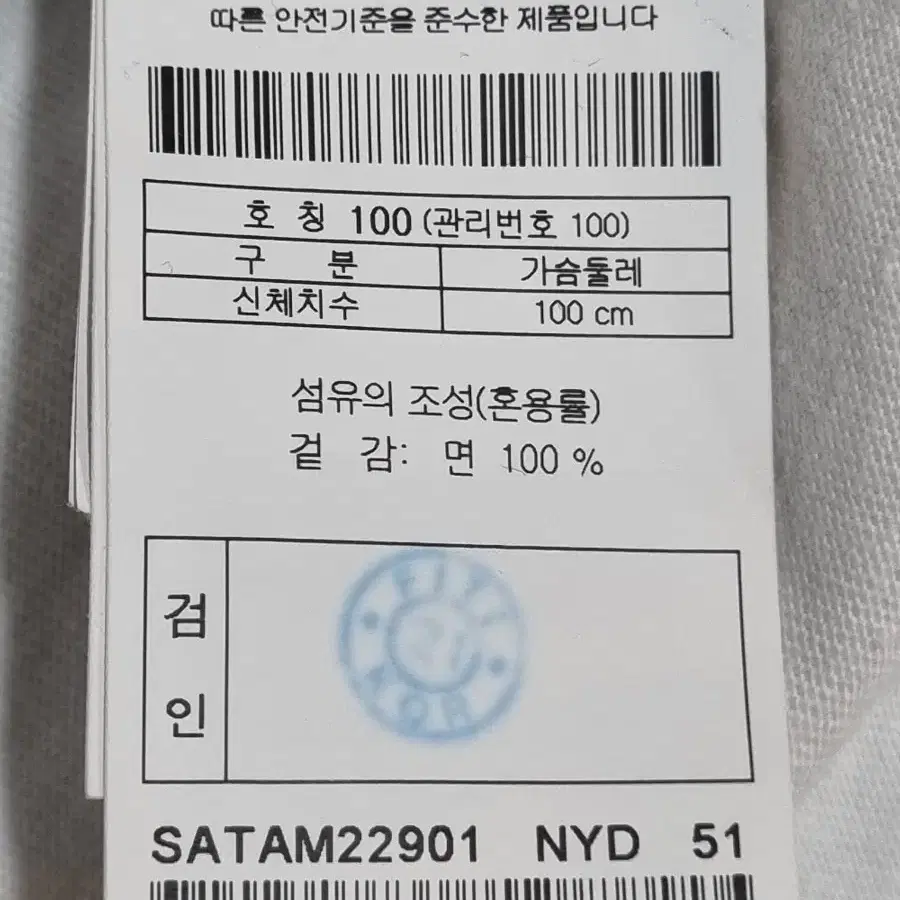 따른 안전기준을 준수한 제품입니다
호 칭 100 (관리번호 100)
구 분 가슴둘레
신체치수 100 cm
섬유의 조성(혼용률)
겉 감: 면 100 %
검
인
SATAM22901 NYD 51